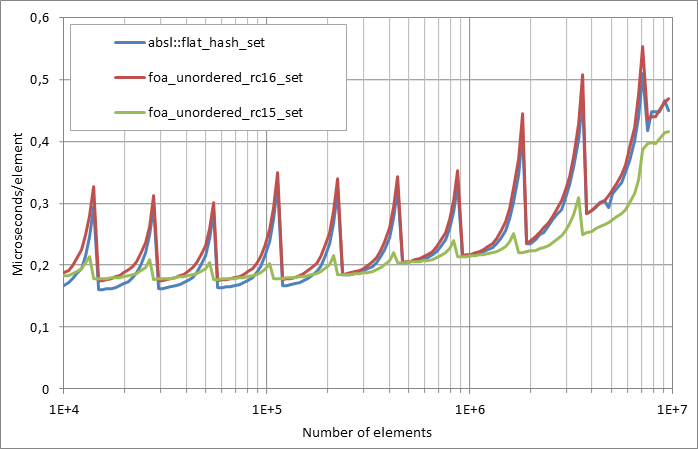 0,6
absl::flat_hash_set
foa_unordered_rc16_set
foa_unordered_rc15_set
0,5
0,4
0,3
0,2
0,1
0
Microseconds/element
1E+4
1E+5
1E+6
1E+7
Number of elements